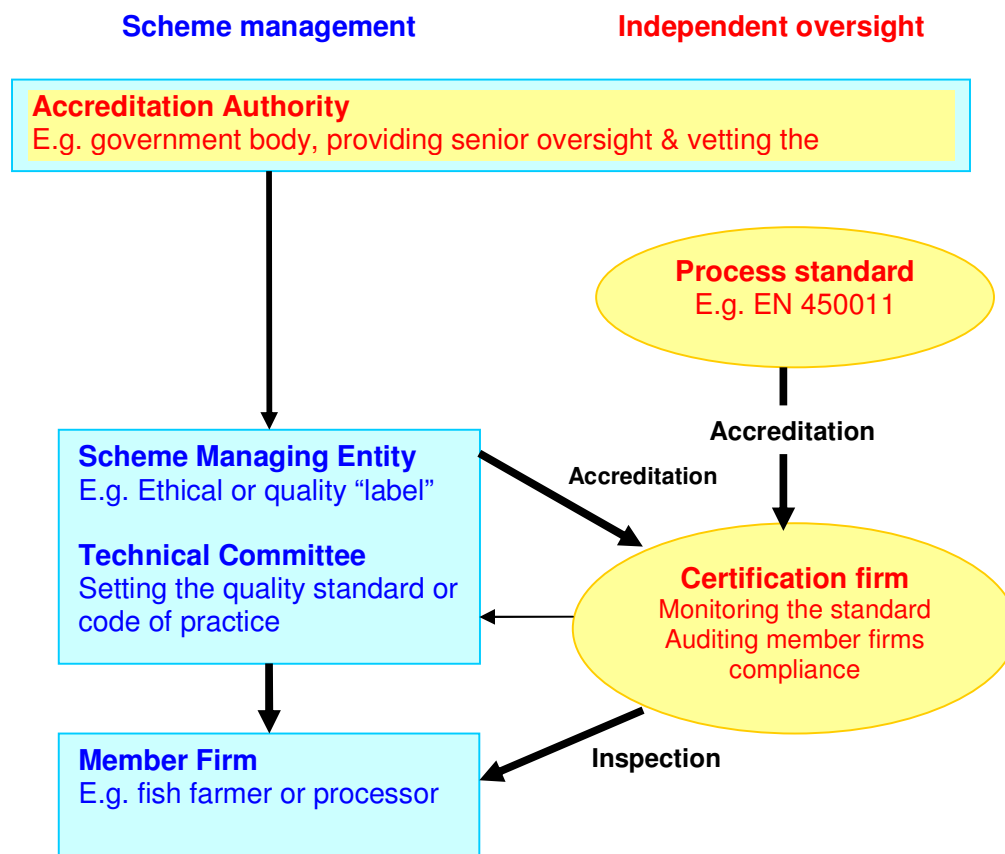 Scheme management
Independent oversight
Accreditation Authority
E.g. government body, providing senior oversight & vetting the
Process standard
E.g. EN 450011
Accreditation
Accreditation
Scheme Managing Entity
E.g. Ethical or quality “label”
Technical Committee
Setting the quality standard or
code of practice
Certification firm
Monitoring the standard
Auditing member firms
compliance
Inspection
Member Firm
E.g. fish farmer or processor